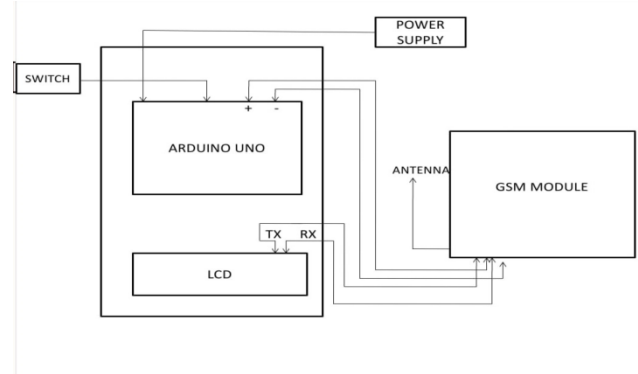 POWER
SUPPLY
SWITCH
+ -
ARDUINO UNO
ANTENNA
GSM MODULE
TX RX
LCD